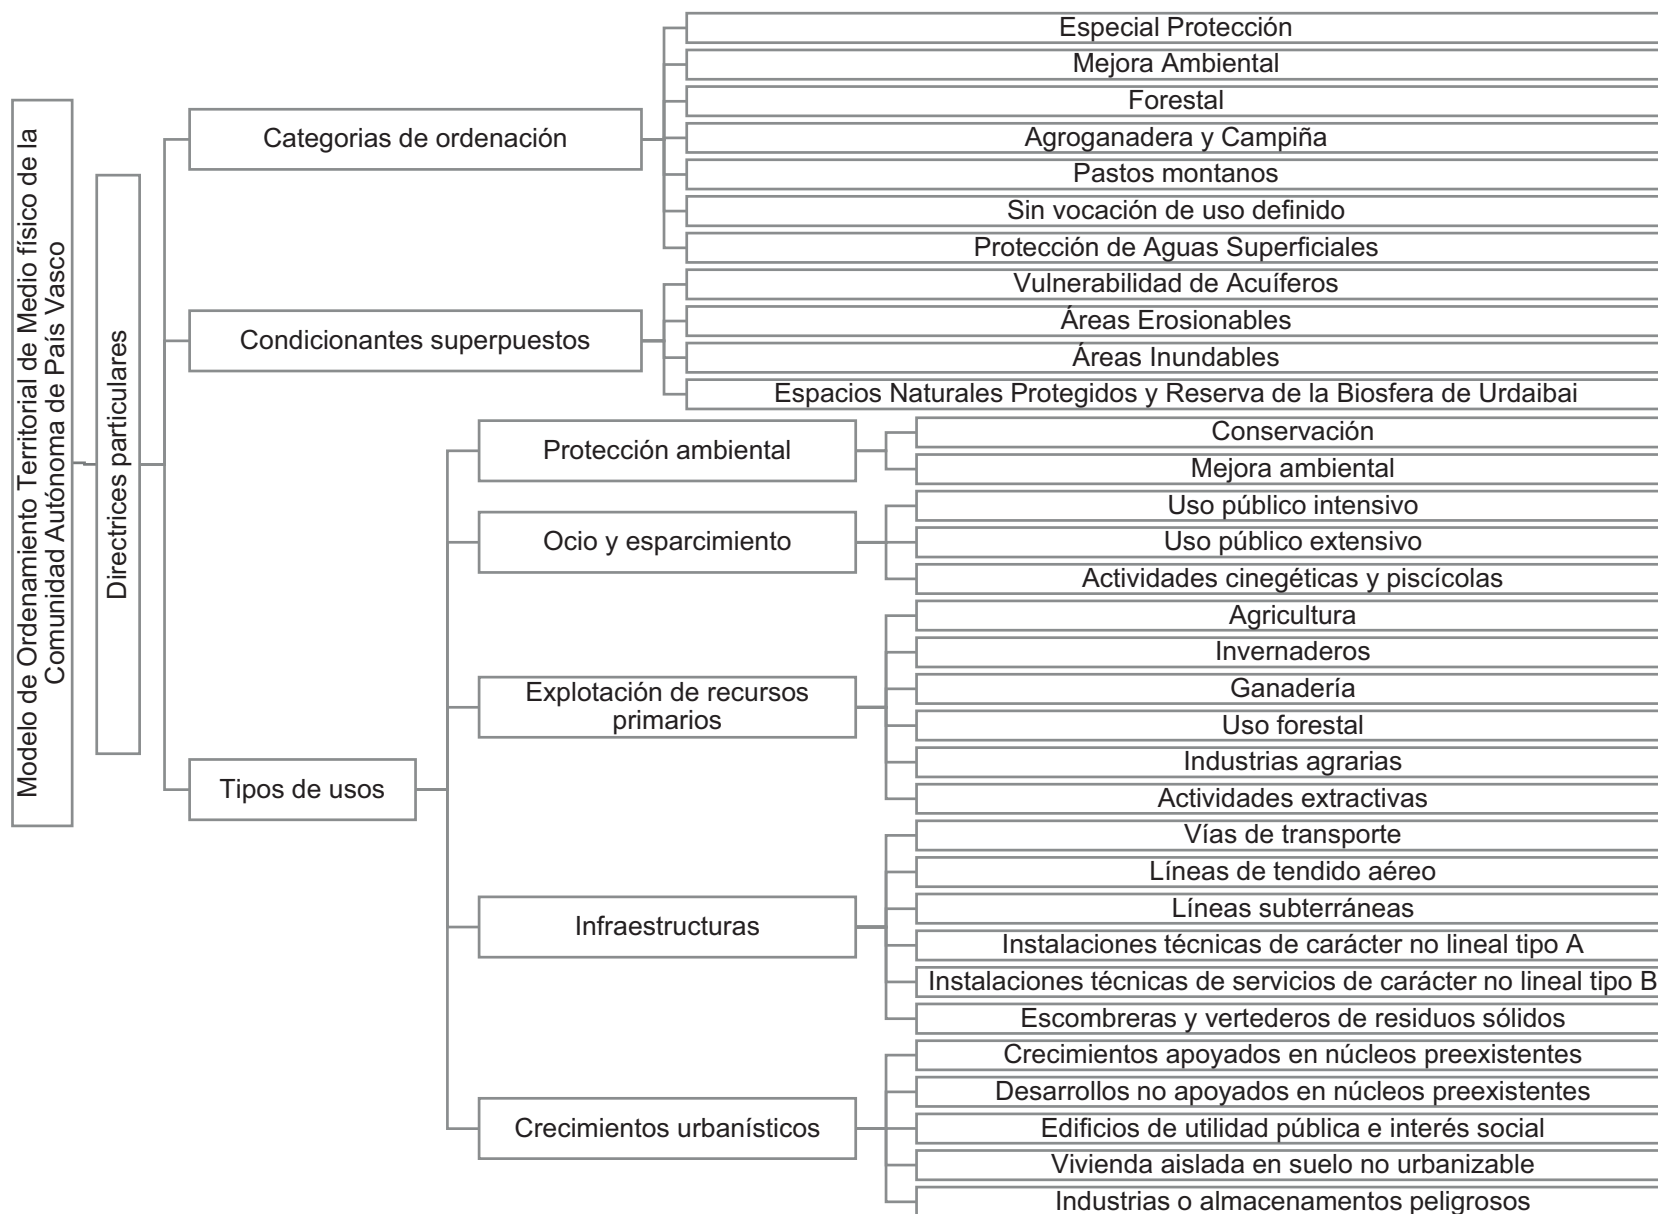 Modelo de Ordenamiento Territorial de Medio físico de la
Comunidad Autónoma de País Vasco
Directrices particulares
Categorias de ordenación
Especial Protección
Mejora Ambiental
Forestal
Agroganadera y Campiña
Pastos montanos
Sin vocación de uso definido
Protección de Aguas Superficiales
Condicionantes superpuestos
Vulnerabilidad de Acuíferos
Áreas Erosionables
Áreas Inundables
Espacios Naturales Protegidos y Reserva de la Biosfera de Urdaibai
Tipos de usos
Protección ambiental
Conservación
Mejora ambiental
Ocio y esparcimiento
Uso público intensivo
Uso público extensivo
Actividades cinegéticas y piscícolas
Explotación de recursos
primarios
Agricultura
Invernaderos
Ganadería
Uso forestal
Industrias agrarias
Actividades extractivas
Infraestructuras
Vías de transporte
Líneas de tendido aéreo
Líneas subterráneas
Instalaciones técnicas de carácter no lineal tipo A
Instalaciones técnicas de servicios de carácter no lineal tipo B
Escombreras y vertederos de residuos sólidos
Crecimientos urbanísticos
Crecimientos apoyados en núcleos preexistentes
Desarrollos no apoyados en núcleos preexistentes
Edificios de utilidad pública e interés social
Vivienda aislada en suelo no urbanizable
Industrias o almacenamentos peligrosos